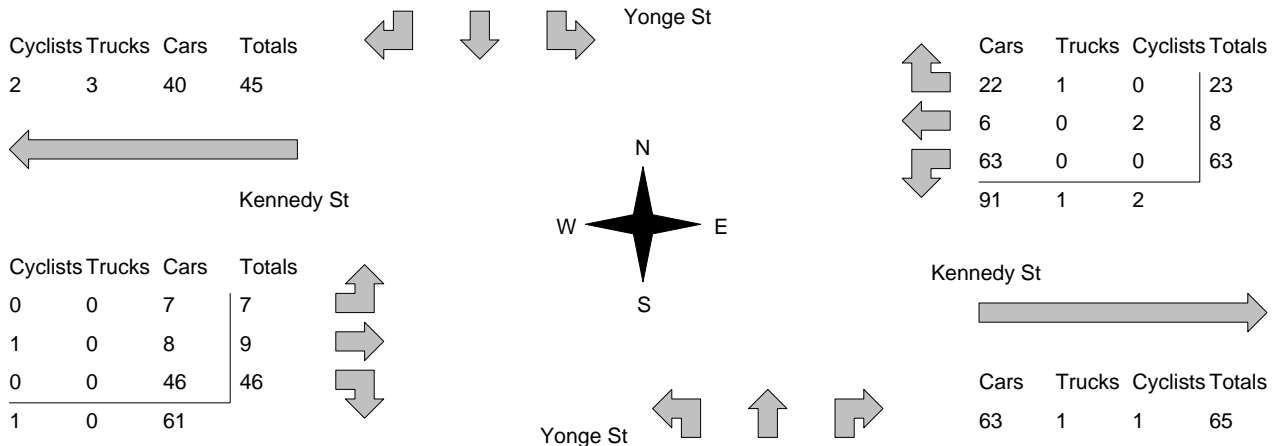 Yonge St
Cyclists Trucks Cars Totals
2 3 40 45
Cars Trucks Cyclists Totals
22 1 0 23
6 0 2 8
63 0 0 63
91 1 2
N
Kennedy St
W E
S
Cyclists Trucks Cars Totals
0 0 7 7
1 0 8 9
0 0 46 46
1 0 61
Kennedy St
Cars Trucks Cyclists Totals
63 1 1 65
Yonge St